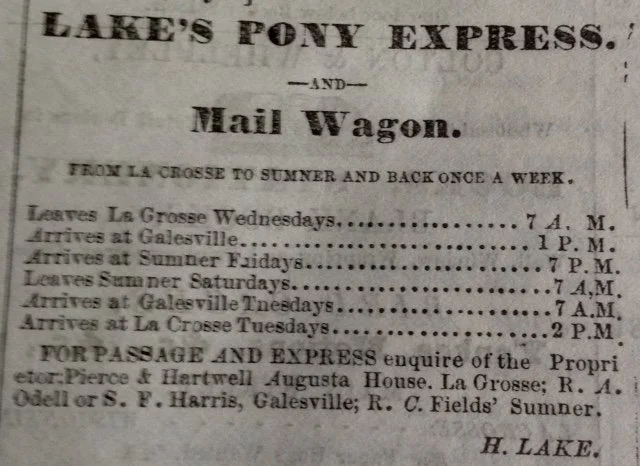 LAKE'S PONY EXPRESS.
—AND—
Mail Wagon.
FROM LA CROSSE TO SUMNER AND BACK ONCE A WEEK.
Leaves La Grosse Wednesdays..................7 A. M.
Arrives at Galesville...........................1 P. M.
Arrives at Sumner Fridays......................7 P.M.
Leaves Sumner Saturdays.......................7 A,M.
Arrives at Galesville Tnesdays..................7 A.M.
Arrives at La Crosse Tuesdays..................2 P.M
FOR PASSAGE AND EXPRESS enquire of the Propri
etor:Pierce & Hartwell Augusta House. La Grosse; R. A.
Odell or S. F. Harris, Galesville; R. C. Fields' Sumner.
H. LAKE.